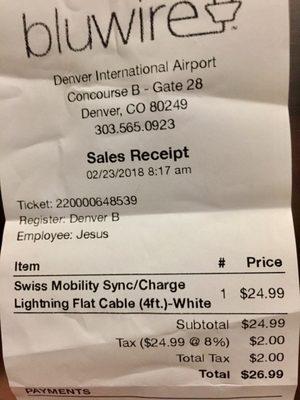 bluwire
Denver International Airport
Concourse B - Gate 28
Denver, CO 80249
303.565.0923
Sales Receipt
02/23/2018 8:17 am
Ticket: 220000648539
Register: Denver B
Employee: Jesus
Item # Price
Swiss Mobility Sync/Charge
Lightning Flat Cable (4ft.)-White 1 $24.99
Subtotal $24.99
Tax ($24.99 @ 8%) $2.00
Total Tax $2.00
Total $26.99
PAYMENTS